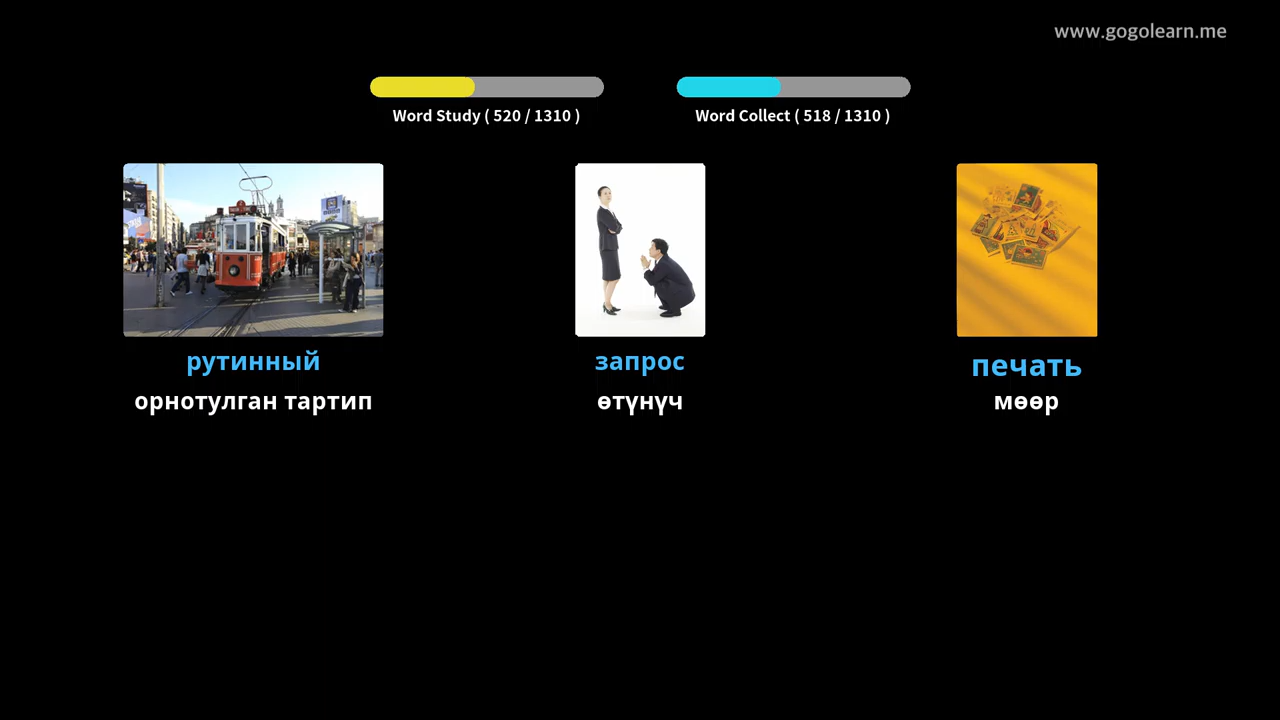 www.gogolearn.me
Word Study ( 520 / 1310 )
Word Collect ( 518 / 1310 )
рутинный
орнотулган тартип
запрос
өтүнүч
печать
мөөр